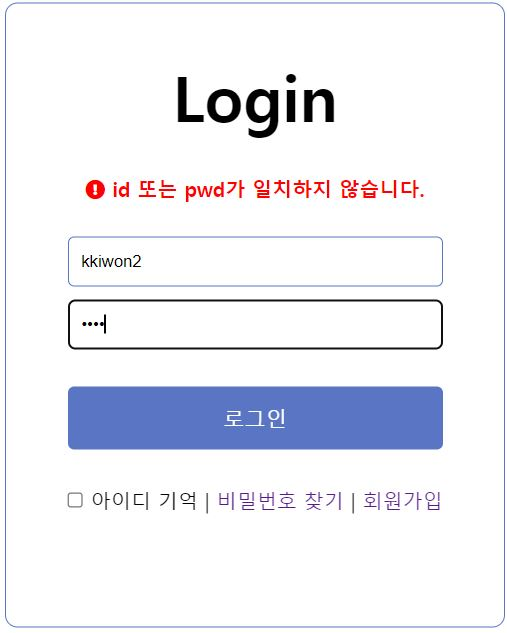 Login
id 또는 pwd가 일치하지 않습니다.
kkiwon2
••••
로그인
아이디 기억 | 비밀번호 찾기 | 회원가입